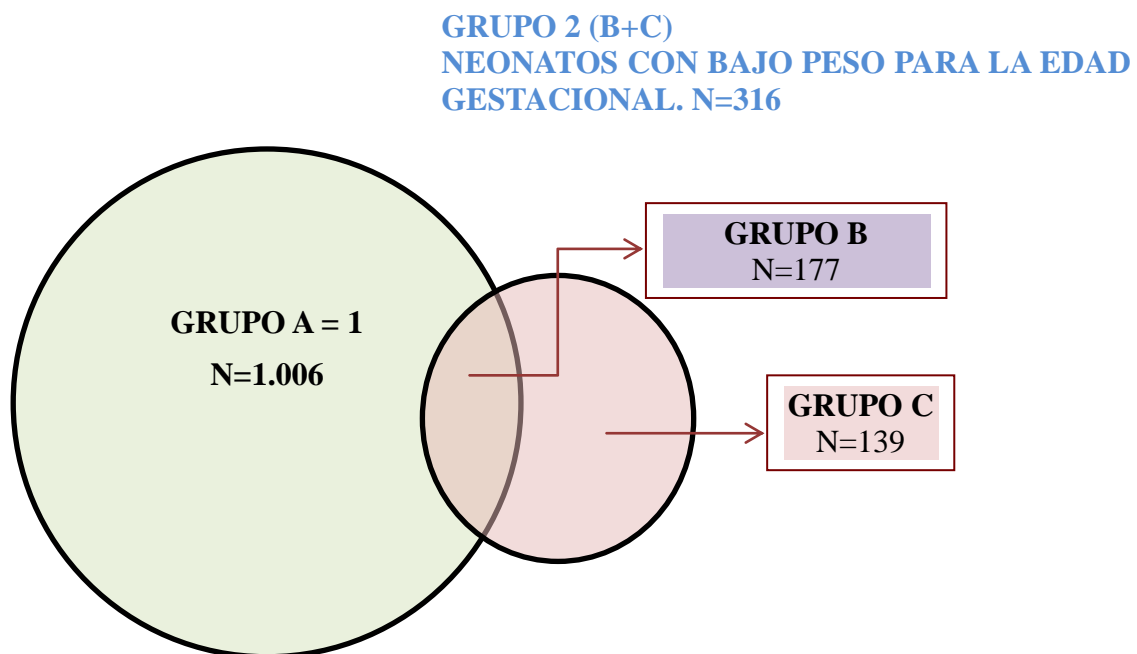 GRUPO 2 (B+C)
NEONATOS CON BAJO PESO PARA LA EDAD
GESTACIONAL. N=316
GRUPO B
N=177
GRUPO A = 1
N=1.006
GRUPO C
N=139